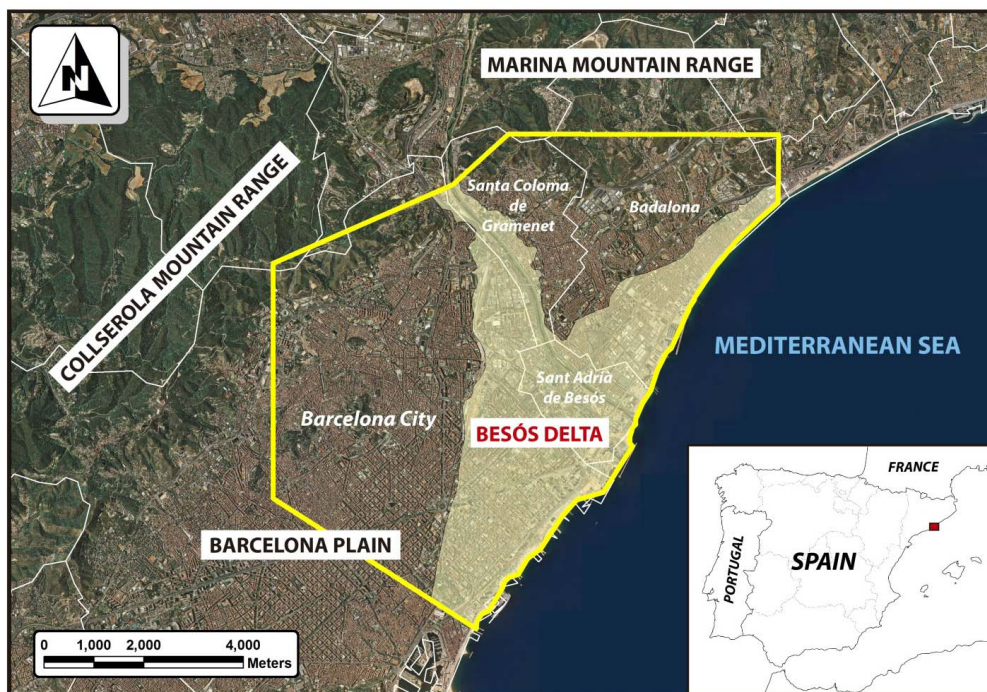 N
MARINA MOUNTAIN RANGE
COLLSEROLA MOUNTAIN RANGE
Santa Coloma
de
Gramenet
Badalona
MEDITERRANEAN SEA
Sant Adrià
de Besós
Barcelona City
BESÓS DELTA
BARCELONA PLAIN
FRANCE
PORTUGAL
SPAIN
0 1,000 2,000 4,000
Meters